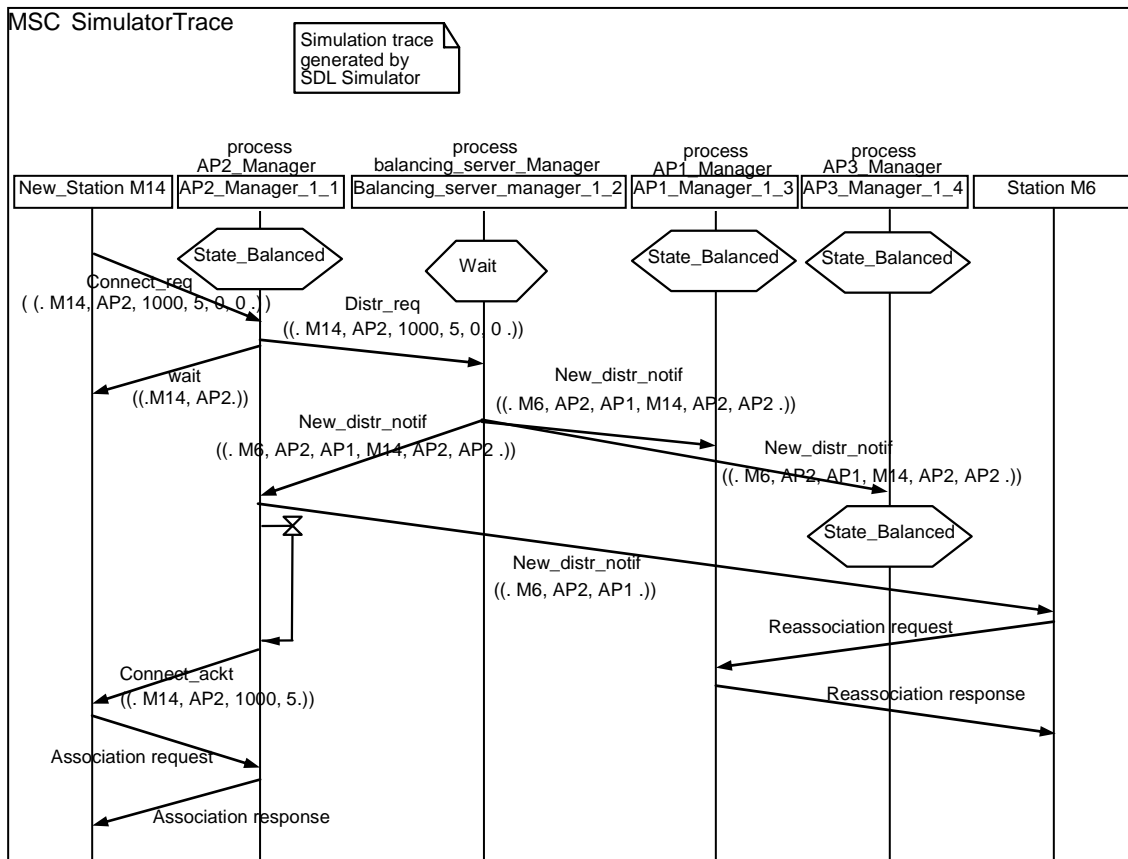 MSC SimulatorTrace
Simulation trace
generated by
SDL Simulator
process
AP2_Manager
process
balancing_server_Manager
process
AP1_Manager
process
AP3_Manager
New_Station M14
AP2_Manager_1_1
Balancing_server_manager_1_2
AP1_Manager_1_3
AP3_Manager_1_4
Station M6
State_Balanced
Wait
State_Balanced
State_Balanced
Connect_req
( (. M14, AP2, 1000, 5, 0, 0 .))
Distr_req
((. M14, AP2, 1000, 5, 0, 0 .))
wait
((.M14, AP2.))
New_distr_notif
((. M6, AP2, AP1, M14, AP2, AP2 .))
New_distr_notif
((. M6, AP2, AP1, M14, AP2, AP2 .))
New_distr_notif
((. M6, AP2, AP1, M14, AP2, AP2 .))
State_Balanced
New_distr_notif
((. M6, AP2, AP1 .))
Reassociation request
Connect_ackt
((. M14, AP2, 1000, 5.))
Reassociation response
Association request
Association response